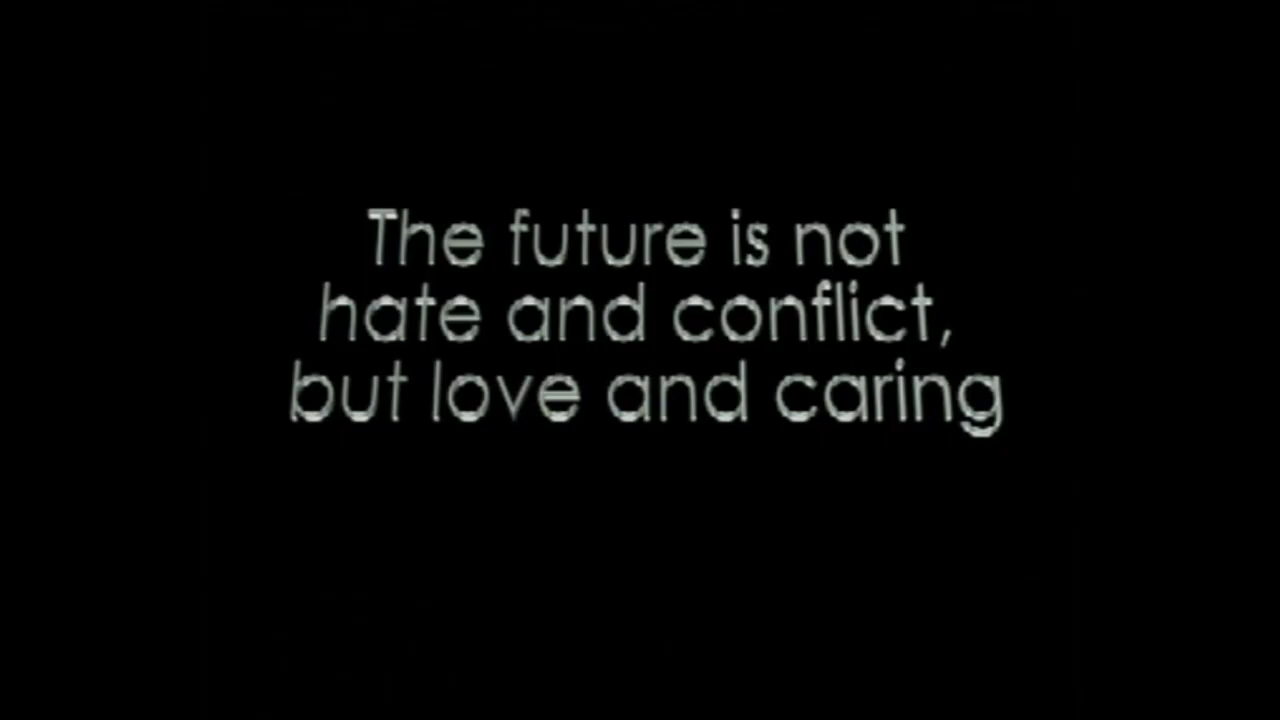 The future is not
hate and conflict,
but love and caring